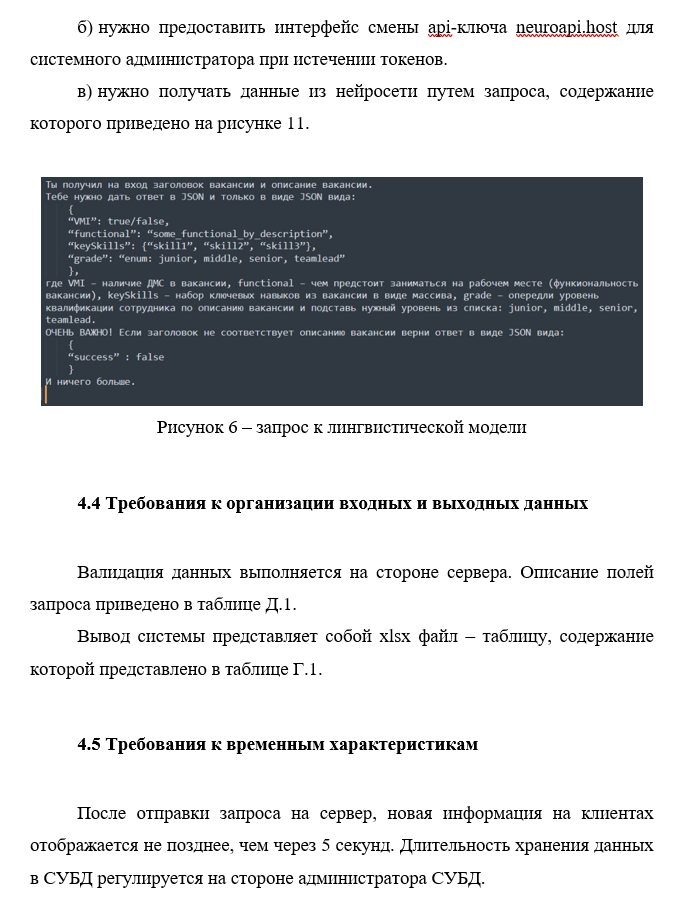 б) нужно предоставить интерфейс смены api-ключа neuroapi.host для
системного администратора при истечении токенов.
в) нужно получать данные из нейросети путем запроса, содержание
которого приведено на рисунке 11.
Ты получил на вход заголовок вакансии и описание вакансии.
Тебе нужно дать ответ в JSON и только в виде JSON вида:
{
“VMI”: true/false,
“functional”: “some_functional_by_description”,
“keySkills”: {“skill1”, “skill2”, “skill3”},
“grade”: “enum: junior, middle, senior, teamlead”
},
где VMI – наличие ДМС в вакансии, functional – чем предстоит заниматься на рабочем месте (функиональность
вакансии), keySkills – набор ключевых навыков из вакансии в виде массива, grade – опередли уровень
квалификации сотрудника по описанию вакансии и подставь нужный уровень из списка: junior, middle, senior,
teamlead.
ОЧЕНЬ ВАЖНО! Если заголовок не соответствует описанию вакансии верни ответ в виде JSON вида:
{
“success” : false
}
И ничего больше.
Рисунок 6 – запрос к лингвистической модели
4.4 Требования к организации входных и выходных данных
Валидация данных выполняется на стороне сервера. Описание полей
запроса приведено в таблице Д.1.
Вывод системы представляет собой xlsx файл – таблицу, содержание
которой представлено в таблице Г.1.
4.5 Требования к временным характеристикам
После отправки запроса на сервер, новая информация на клиентах
отображается не позднее, чем через 5 секунд. Длительность хранения данных
в СУБД регулируется на стороне администратора СУБД.